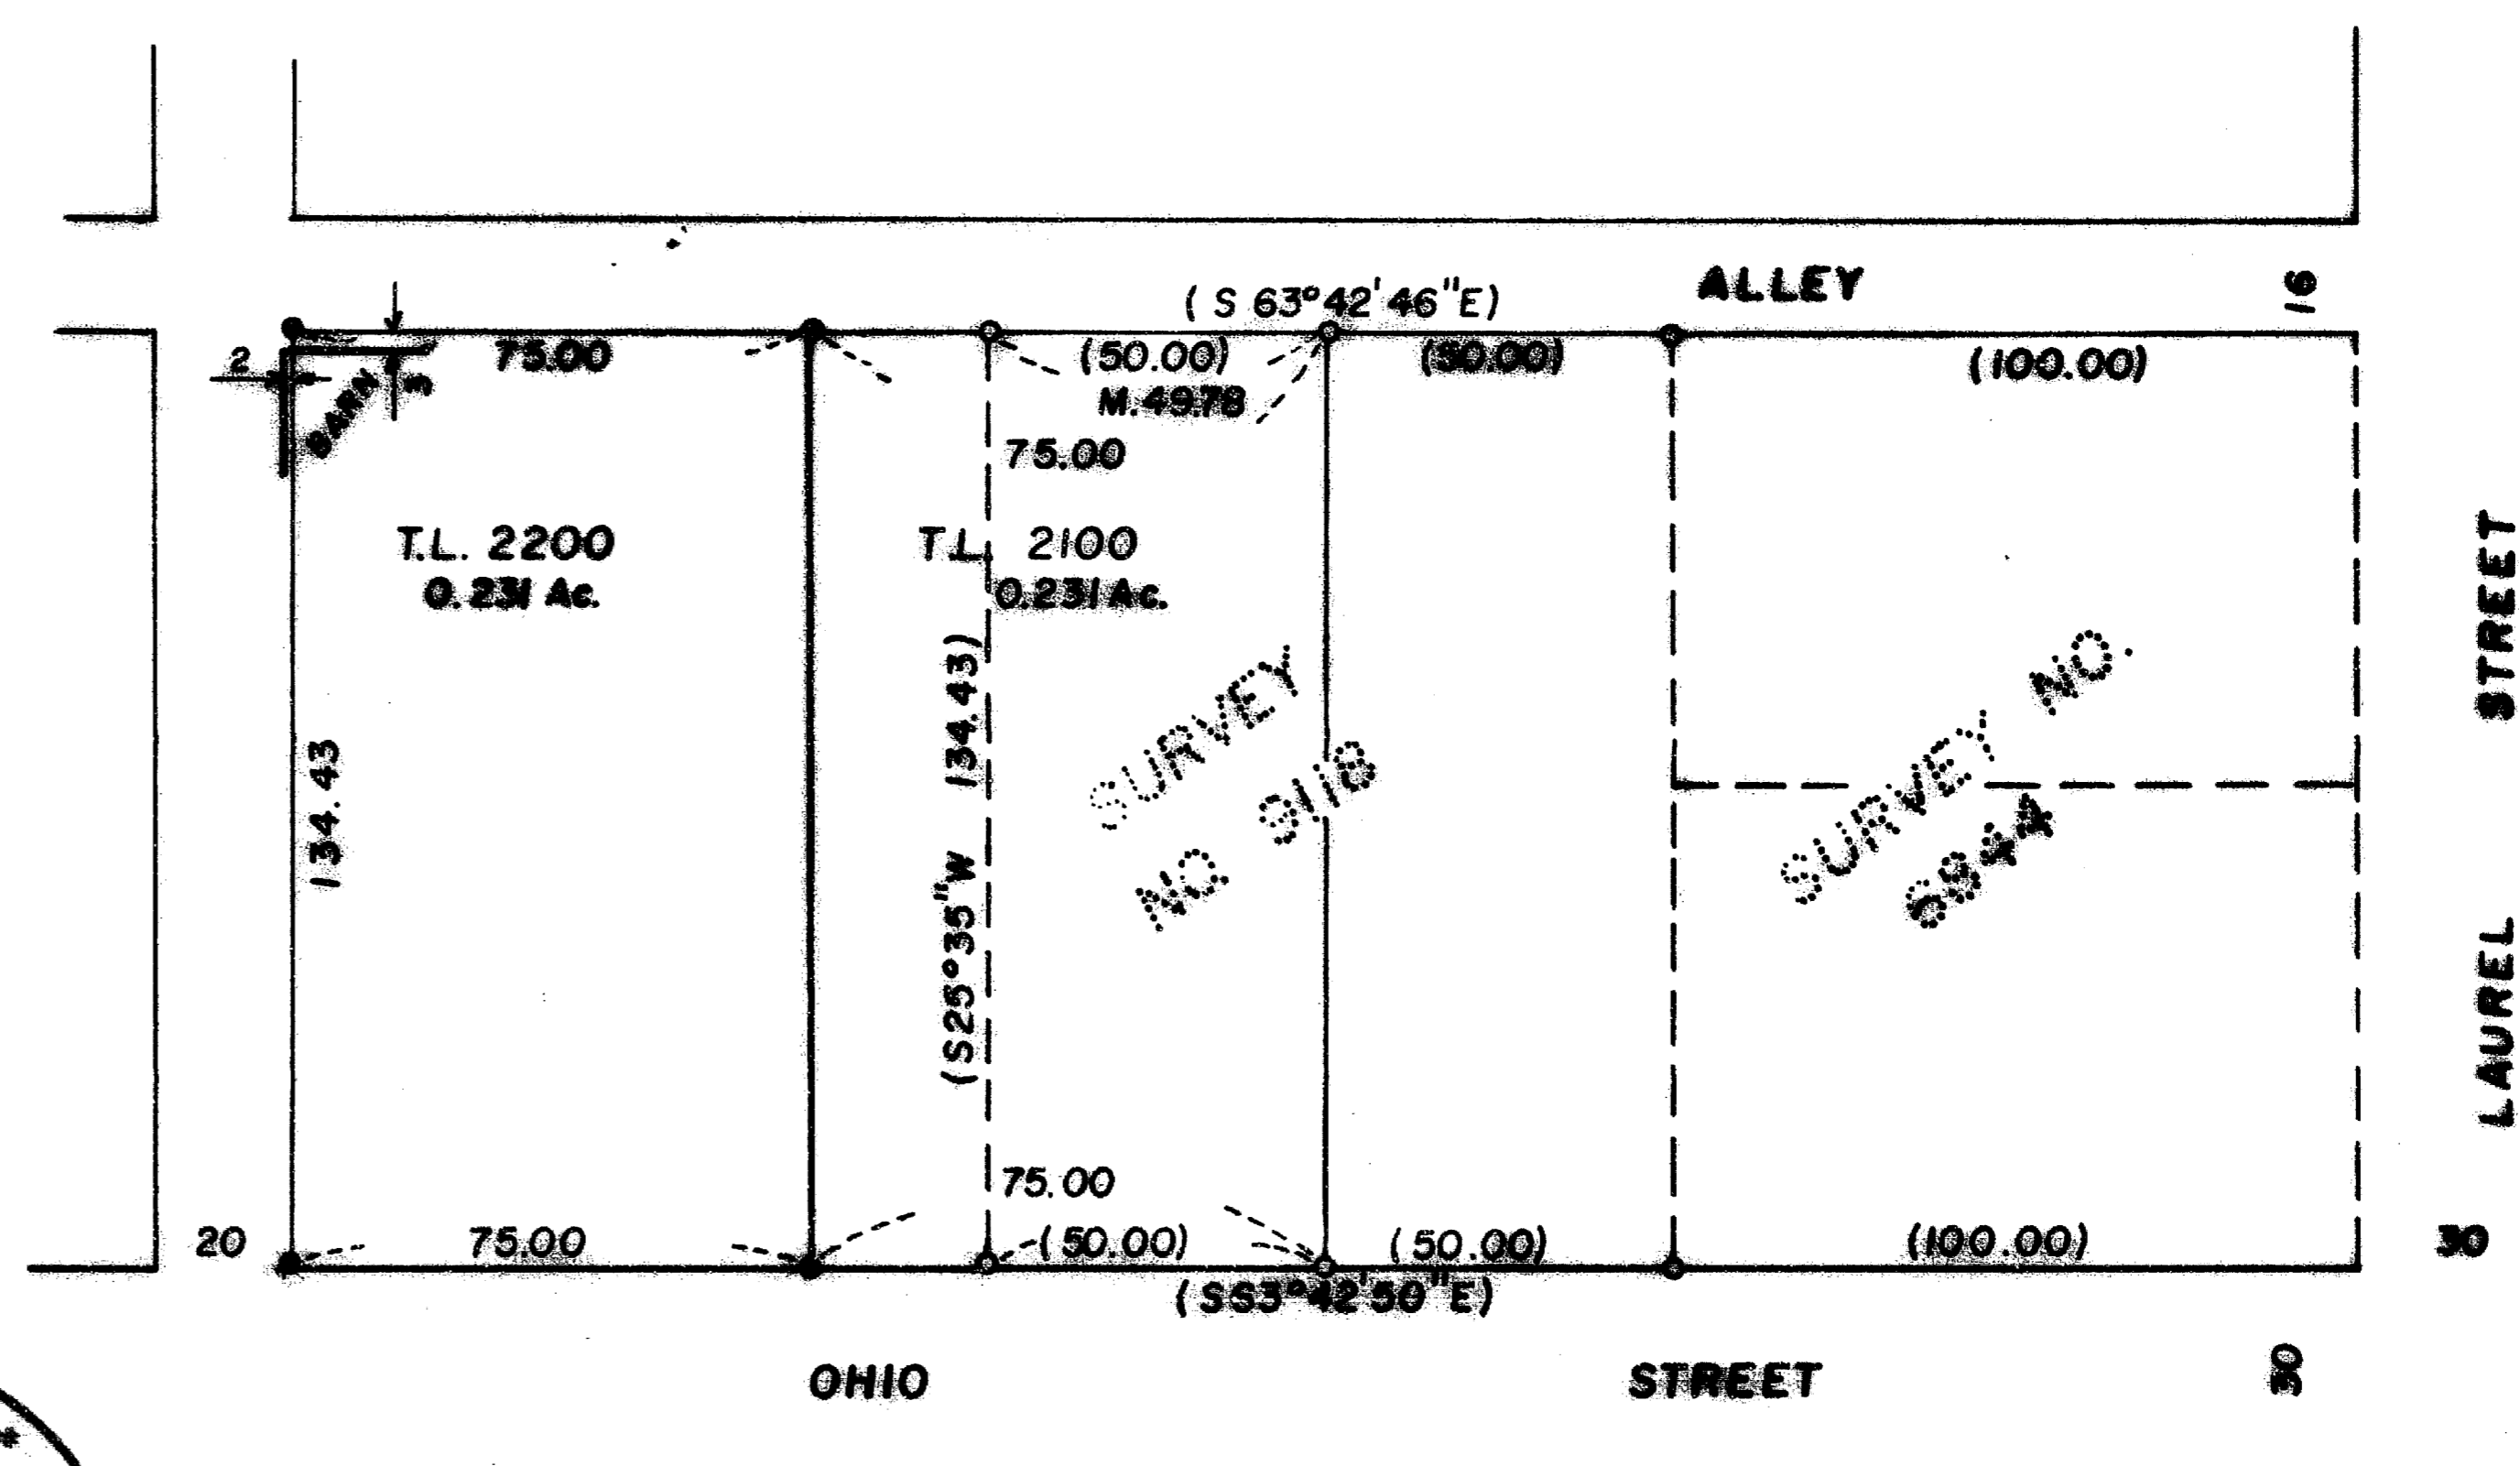 ALLEY
16
(S 63°42'46"E)
75.00
(50.00)
(50.00)
(100.00)
M.49.78
2
3
BARN
75.00
T.L. 2200
0.231 Ac.
T.L. 2100
0.231 Ac.
134.43
(S25°35"W 134.43)
SURVEY
NO. 9118
SURVEY NO.
STREET
LAUREL
75.00
20
75.00
(50.00)
(50.00)
(100.00)
30
(S63°42'50"E)
OHIO
STREET
30